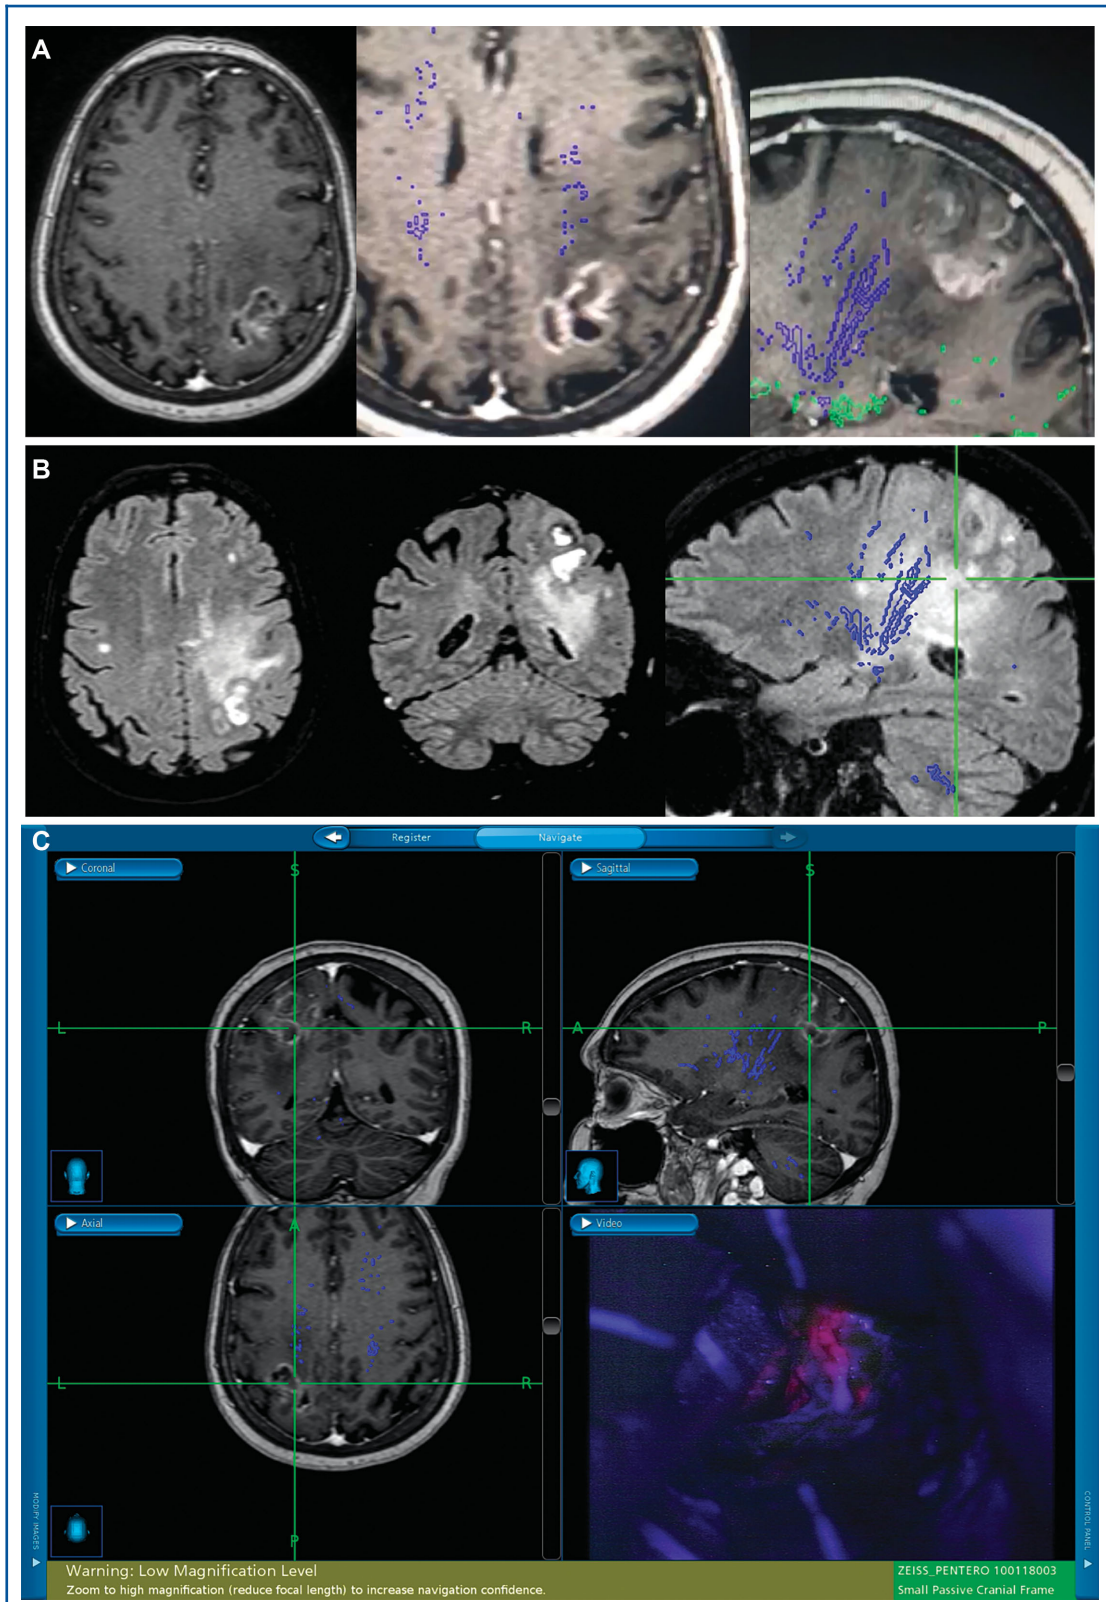 A
B
C
Register
Navigate
Coronal
S
L
R
Sagittal
S
A
P
Axial
A
L
R
P
Video
MODIFY IMAGES
CONTROL PANEL
Warning: Low Magnification Level
Zoom to high magnification (reduce focal length) to increase navigation confidence.
ZEISS_PENTERO 100118003
Small Passive Cranial Frame